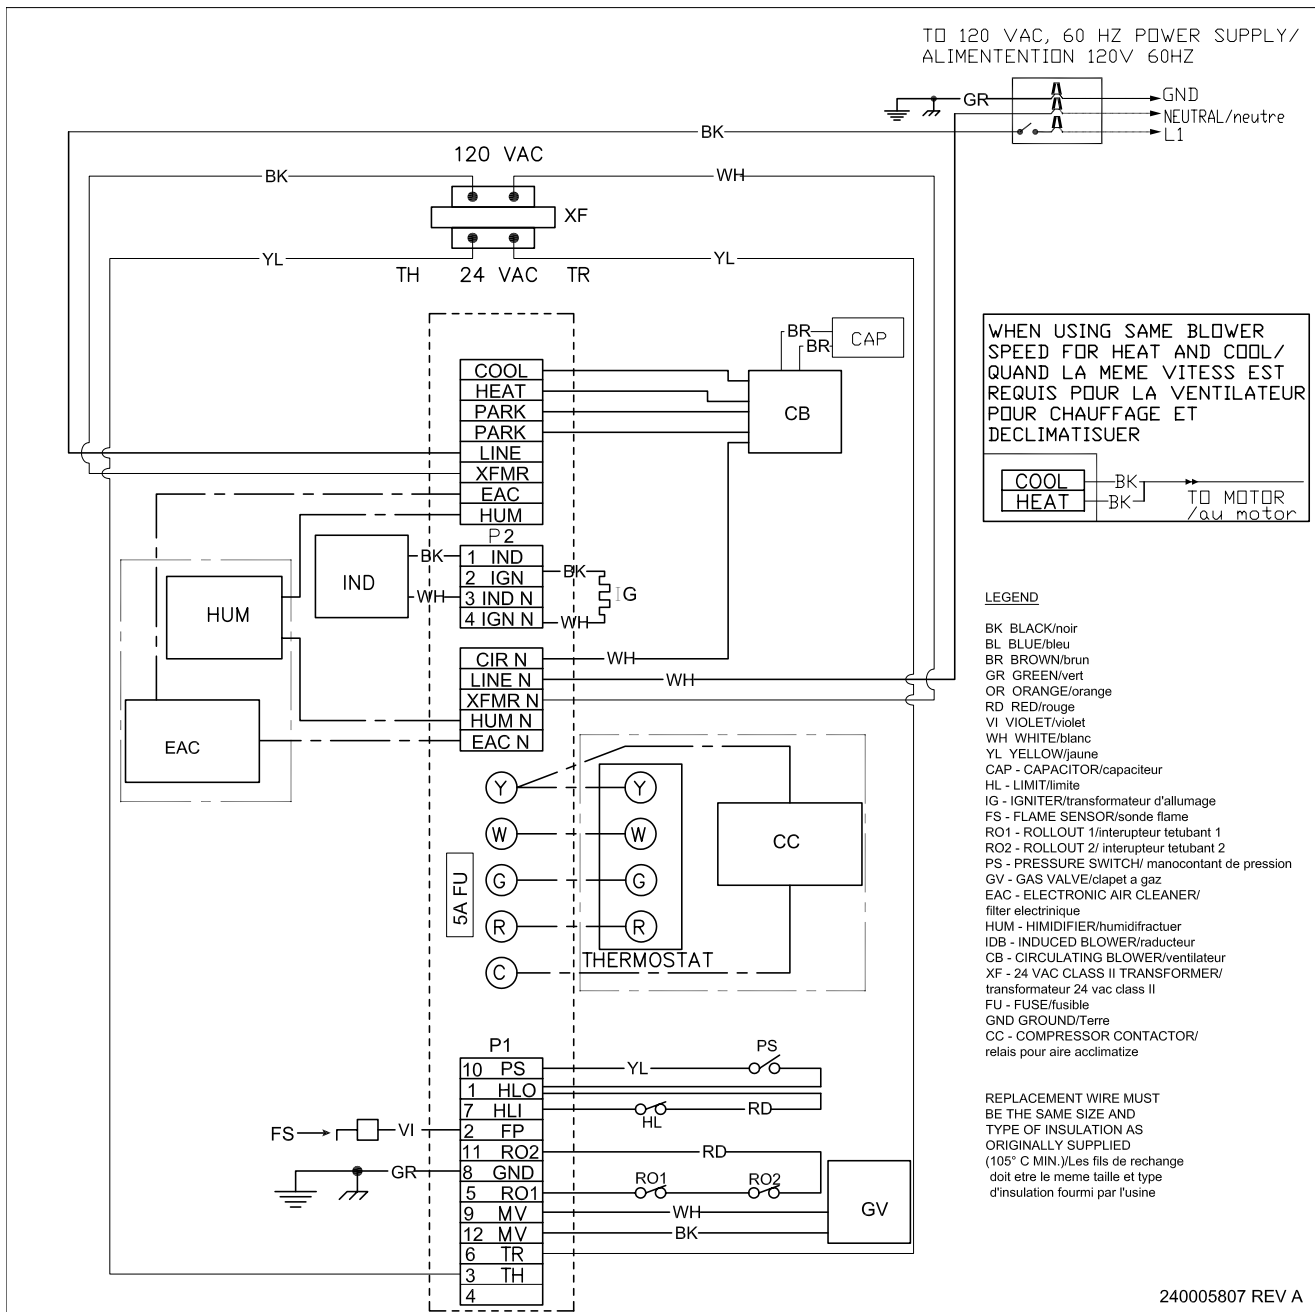 TO 120 VAC, 60 HZ POWER SUPPLY/
ALIMENTENTION 120V 60HZ
GR
GND
NEUTRAL/neutre
L1
BK
120 VAC
BK
WH
XF
YL
YL
TH 24 VAC TR
BR
BR
CAP
CB
COOL
HEAT
PARK
PARK
LINE
XFMR
EAC
HUM
WHEN USING SAME BLOWER
SPEED FOR HEAT AND COOL/
QUAND LA MEME VITESS EST
REQUIS POUR LA VENTILATEUR
POUR CHAUFFAGE ET
DECLIMATISUER
COOL
HEAT
BK
BK
TO MOTOR
/au motor
P2
1 IND
2 IGN
3 IND N
4 IGN N
BK
WH
IND
BK
WH
IG
HUM
EAC
CIR N
LINE N
XFMR N
HUM N
EAC N
WH
WH
Y
W
G
R
C
5A FU
Y
W
G
R
THERMOSTAT
CC
P1
10 PS
1 HLO
7 HLI
2 FP
11 RO2
8 GND
5 RO1
9 MV
12 MV
6 TR
3 TH
4
YL
PS
HL
RD
FS
VI
GR
RD
RO1
RO2
WH
BK
GV
LEGEND
BK BLACK/noir
BL BLUE/bleu
BR BROWN/brun
GR GREEN/vert
OR ORANGE/orange
RD RED/rouge
VI VIOLET/violet
WH WHITE/blanc
YL YELLOW/jaune
CAP - CAPACITOR/capaciteur
HL - LIMIT/limite
IG - IGNITER/transformateur d'allumage
FS - FLAME SENSOR/sonde flame
RO1 - ROLLOUT 1/interupteur tetubant 1
RO2 - ROLLOUT 2/ interupteur tetubant 2
PS - PRESSURE SWITCH/ manocontant de pression
GV - GAS VALVE/clapet a gaz
EAC - ELECTRONIC AIR CLEANER/
filter electrinique
HUM - HIMIDIFIER/humidifractuer
IDB - INDUCED BLOWER/raducteur
CB - CIRCULATING BLOWER/ventilateur
XF - 24 VAC CLASS II TRANSFORMER/
transformateur 24 vac class II
FU - FUSE/fusible
GND GROUND/Terre
CC - COMPRESSOR CONTACTOR/
relais pour aire acclimatize
REPLACEMENT WIRE MUST
BE THE SAME SIZE AND
TYPE OF INSULATION AS
ORIGINALLY SUPPLIED
(105° C MIN.)/Les fils de rechange
doit etre le meme taille et type
d'insulation fourmi par l'usine
240005807 REV A